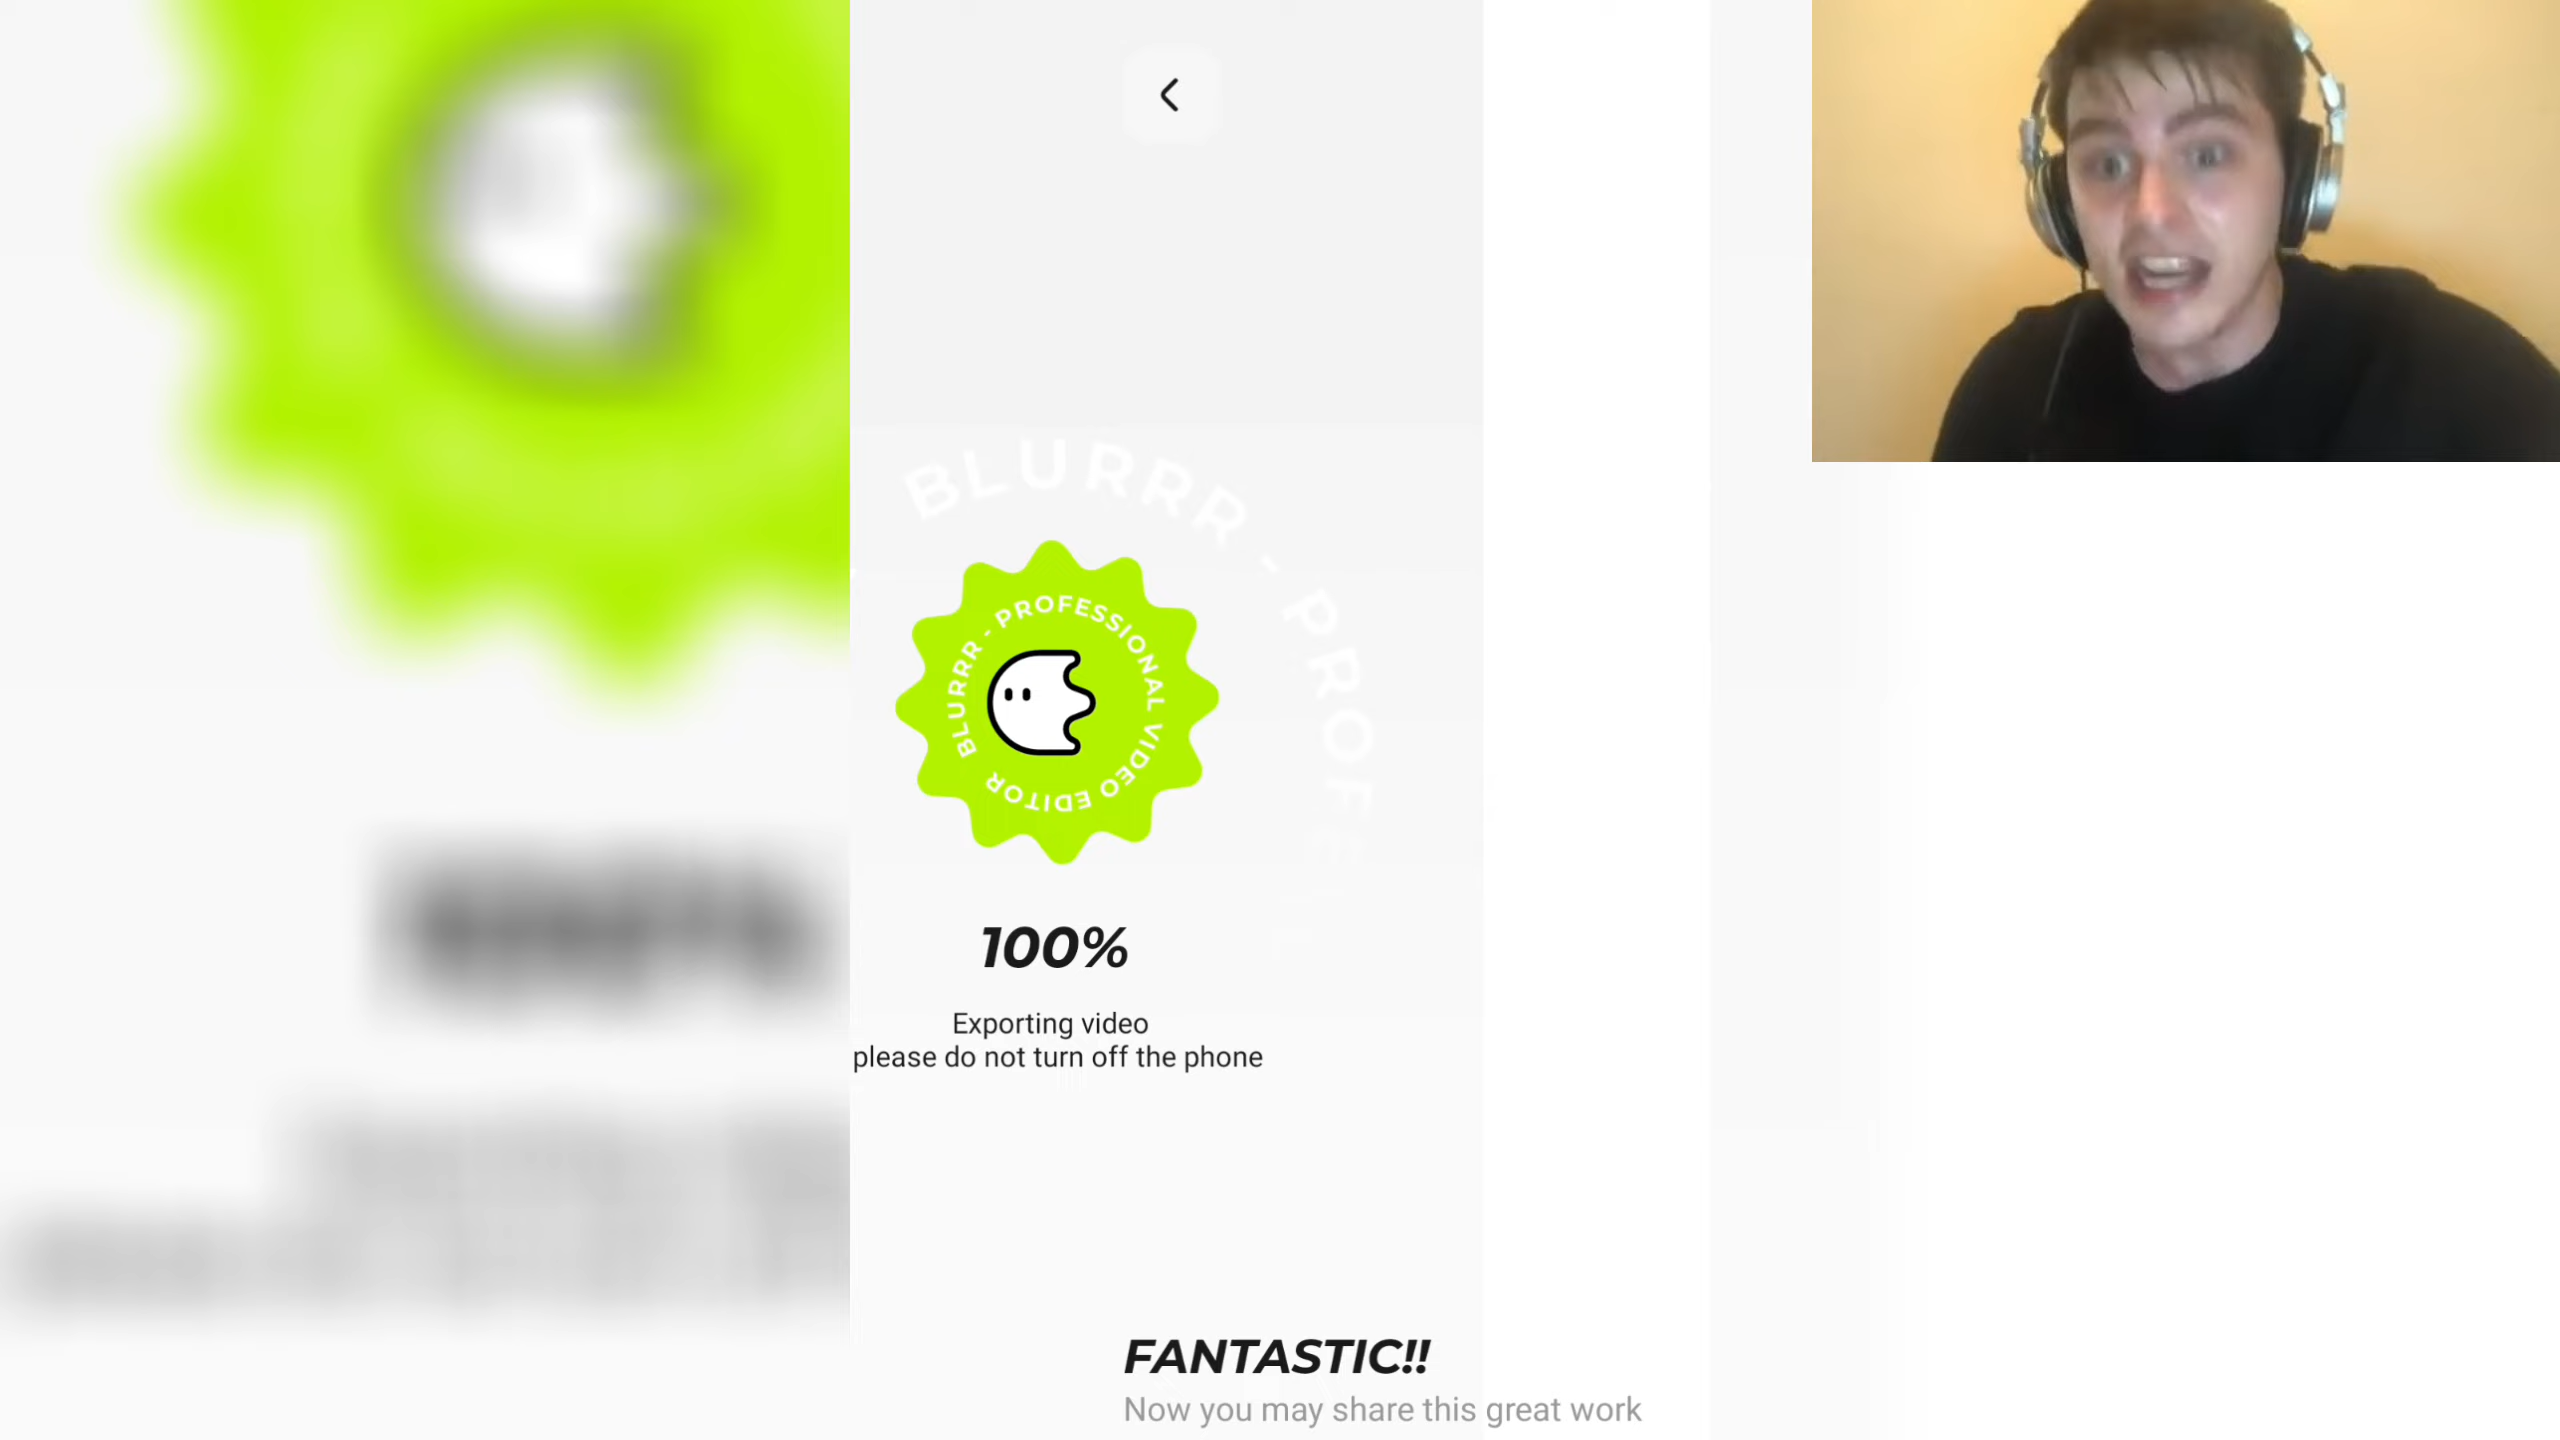 BLURRR - PROFE
BLURRR - PROFESSIONAL VIDEO EDITOR
100%
Exporting video
please do not turn off the phone
FANTASTIC!!
Now you may share this great work